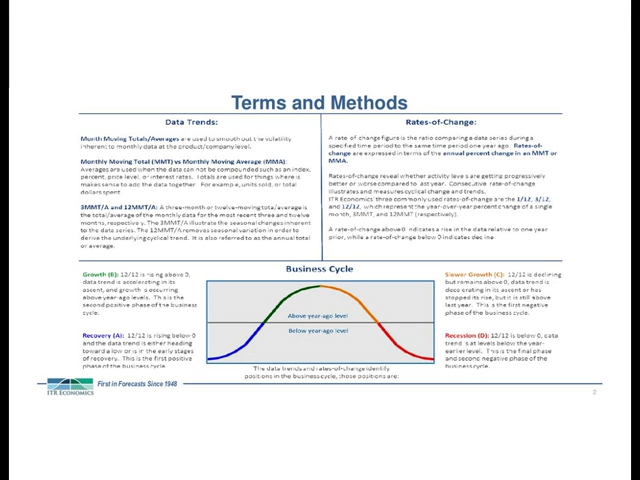 Terms and Methods
Data Trends:
Month Moving Totals/Averages are used to smooth out the volatility
inherent to monthly data at the product/company level.
Monthly Moving Total (MMT) vs Monthly Moving Average (MMA):
Averages are used when the data can not be compounded such as an index,
percent, price level, or interest rates. Totals are used for things where is
makes sense to add the data together. For example, units sold, or total
dollars spent.
3MMT/A and 12MMT/A: A three-month or twelve-moving total/average is
the total/average of the monthly data for the most recent three and twelve
months, respectively. The 3MMT/A illustrate the seasonal changes inherent
to the data series. The 12MMT/A removes seasonal variation in order to
derive the underlying cyclical trend. It is also referred to as the annual total
or average.
Rates-of-Change:
A rate-of-change figure is the ratio comparing a data series during a
specified time period to the same time period one year ago. Rates-of-
change are expressed in terms of the annual percent change in an MMT or
MMA.
Rates-of-change reveal whether activity levels are getting progressively
better or worse compared to last year. Consecutive rate-of-change
illustrates and measures cyclical change and trends.
ITR Economics' three commonly used rates-of-change are the 1/12, 3/12,
and 12/12, which represent the year-over-year percent change of a single
month, 3MMT, and 12MMT (respectively).
A rate-of-change above 0 indicates a rise in the data relative to one year
prior, while a rate-of-change below 0 indicates decline.
Business Cycle
Growth (B): 12/12 is rising above 0,
data trend is accelerating in its
ascent, and growth is occurring
above year-ago levels. This is the
second positive phase of the business
cycle.
Recovery (A): 12/12 is rising below 0
and the data trend is either heading
toward a low or is in the early stages
of recovery. This is the first positive
phase of the business cycle.
Above year-ago level
Below year-ago level
The data trends and rates-of-change identify
positions in the business cycle, those positions are:
Slower Growth (C): 12/12 is declining
but remains above 0, data trend is
decelerating in its ascent or has
stopped its rise, but it is still above
last year. This is the first negative
phase of the business cycle.
Recession (D): 12/12 is below 0, data
trend is at levels below the year-
earlier level. This is the final phase
and second negative phase of the
business cycle.
ITR ECONOMICS
First in Forecasts Since 1948
2